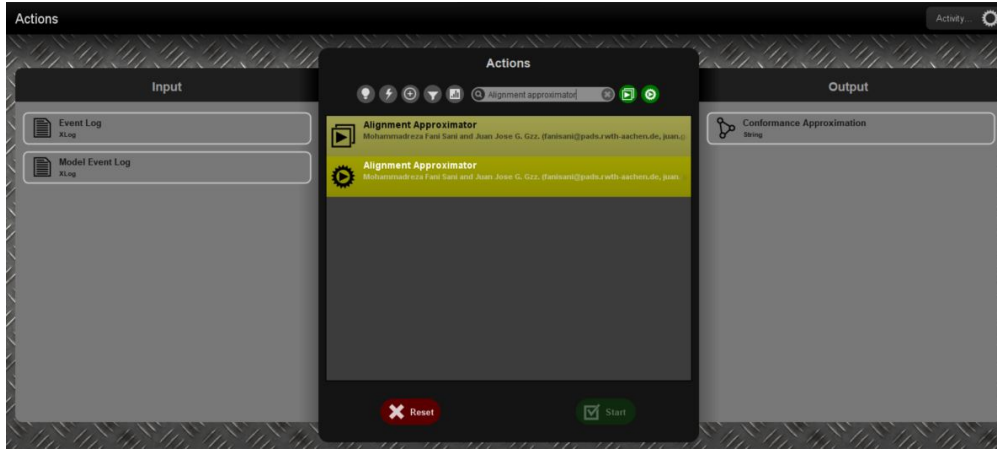 Actions
Activity...
Input
Event Log
XLog
Model Event Log
XLog
Actions
Alignment approximator
Alignment Approximator
Mohammadreza Fani Sani and Juan Jose G. Gzz. (fanisani@pads.rwth-aachen.de, juan.
Alignment Approximator
Mohammadreza Fani Sani and Juan Jose G. Gzz. (fanisani@pads.rwth-aachen.de, juan.
Reset
Start
Output
Conformance Approximation
String